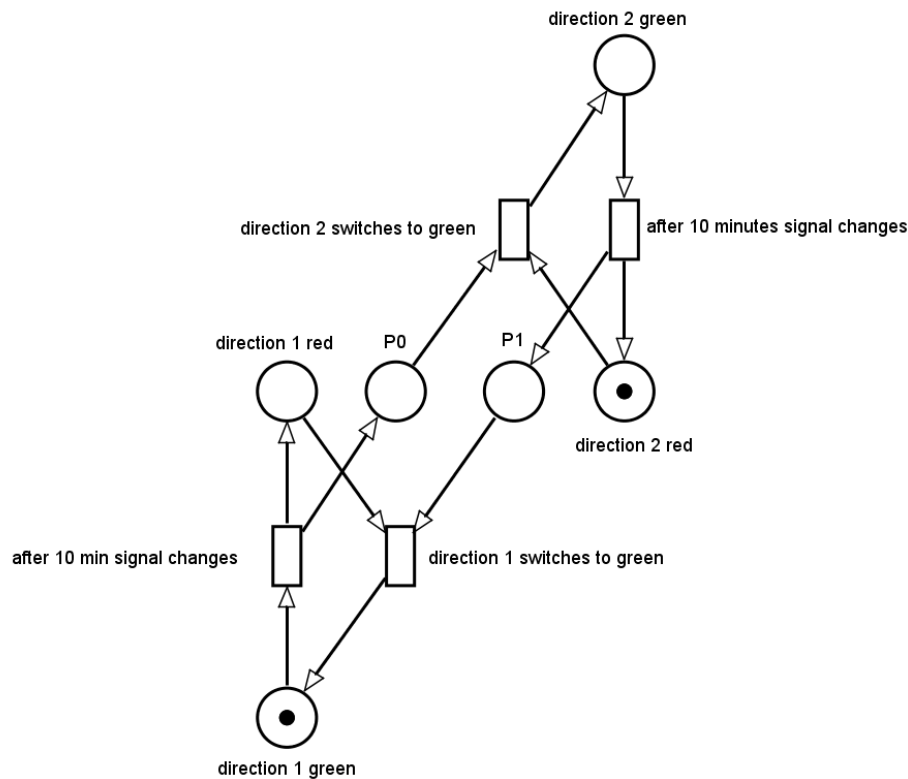 direction 2 green
direction 2 switches to green
after 10 minutes signal changes
direction 1 red
P0
P1
direction 2 red
after 10 min signal changes
direction 1 switches to green
direction 1 green